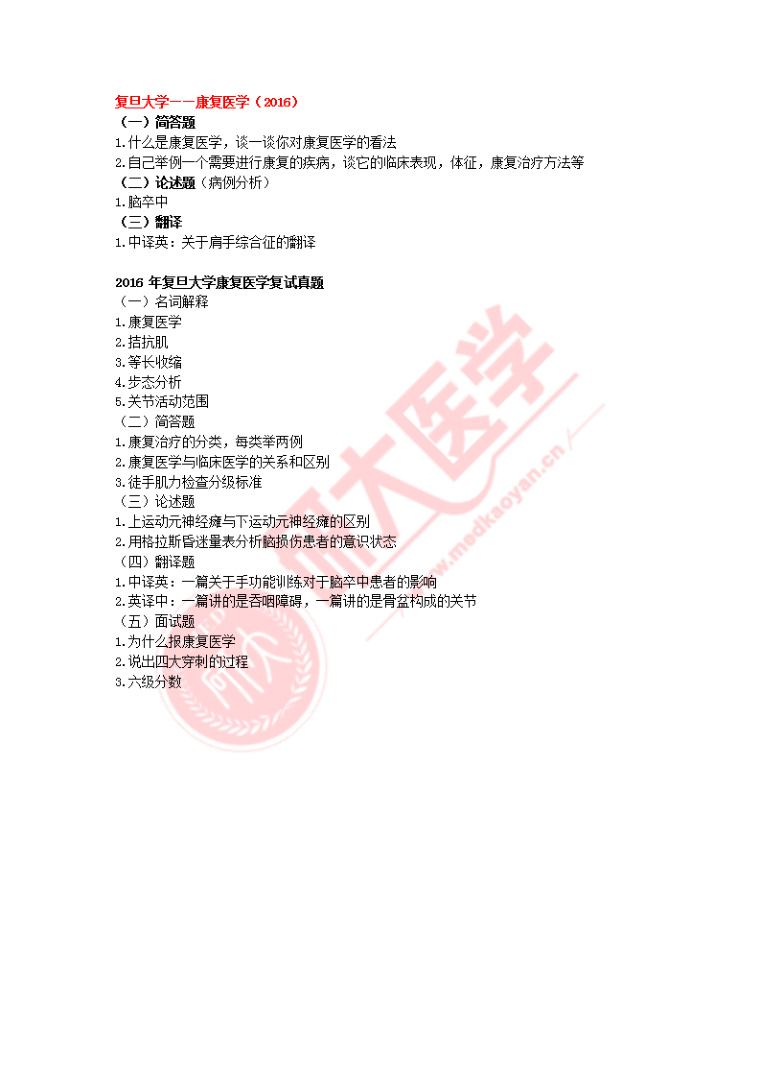 复旦大学——康复医学（2016）
（一）简答题
1.什么是康复医学，谈一谈你对康复医学的看法
2.自己举例一个需要进行康复的疾病，谈它的临床表现，体征，康复治疗方法等
（二）论述题（病例分析）
1.脑卒中
（三）翻译
1.中译英：关于肩手综合征的翻译
2016 年复旦大学康复医学复试真题
（一）名词解释
1.康复医学
2.拮抗肌
3.等长收缩
4.步态分析
5.关节活动范围
（二）简答题
1.康复治疗的分类，每类举两例
2.康复医学与临床医学的关系和区别
3.徒手肌力检查分级标准
（三）论述题
1.上运动元神经瘫与下运动元神经瘫的区别
2.用格拉斯昏迷量表分析脑损伤患者的意识状态
（四）翻译题
1.中译英：一篇关于手功能训练对于脑卒中患者的影响
2.英译中：一篇讲的是吞咽障碍，一篇讲的是骨盆构成的关节
（五）面试题
1.为什么报康复医学
2.说出四大穿刺的过程
3.六级分数
师大医学
www.medkaoyan.cn